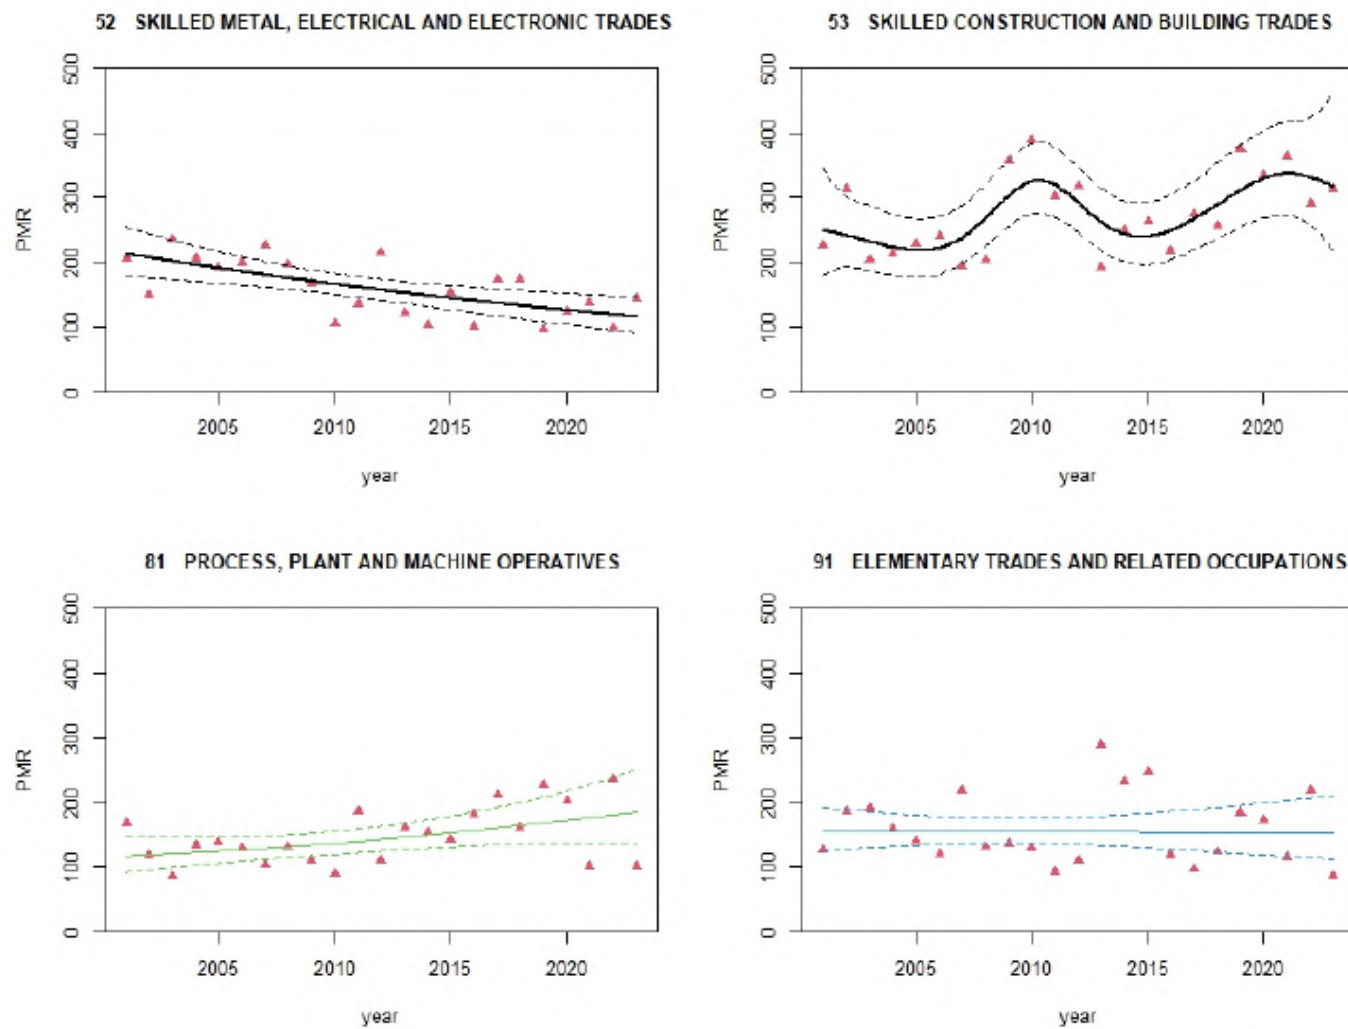 52 SKILLED METAL, ELECTRICAL AND ELECTRONIC TRADES
PMR
500
400
300
200
100
0
2005 2010 2015 2020
year
53 SKILLED CONSTRUCTION AND BUILDING TRADES
PMR
500
400
300
200
100
0
2005 2010 2015 2020
year
81 PROCESS, PLANT AND MACHINE OPERATIVES
PMR
500
400
300
200
100
0
2005 2010 2015 2020
year
91 ELEMENTARY TRADES AND RELATED OCCUPATIONS
PMR
500
400
300
200
100
0
2005 2010 2015 2020
year